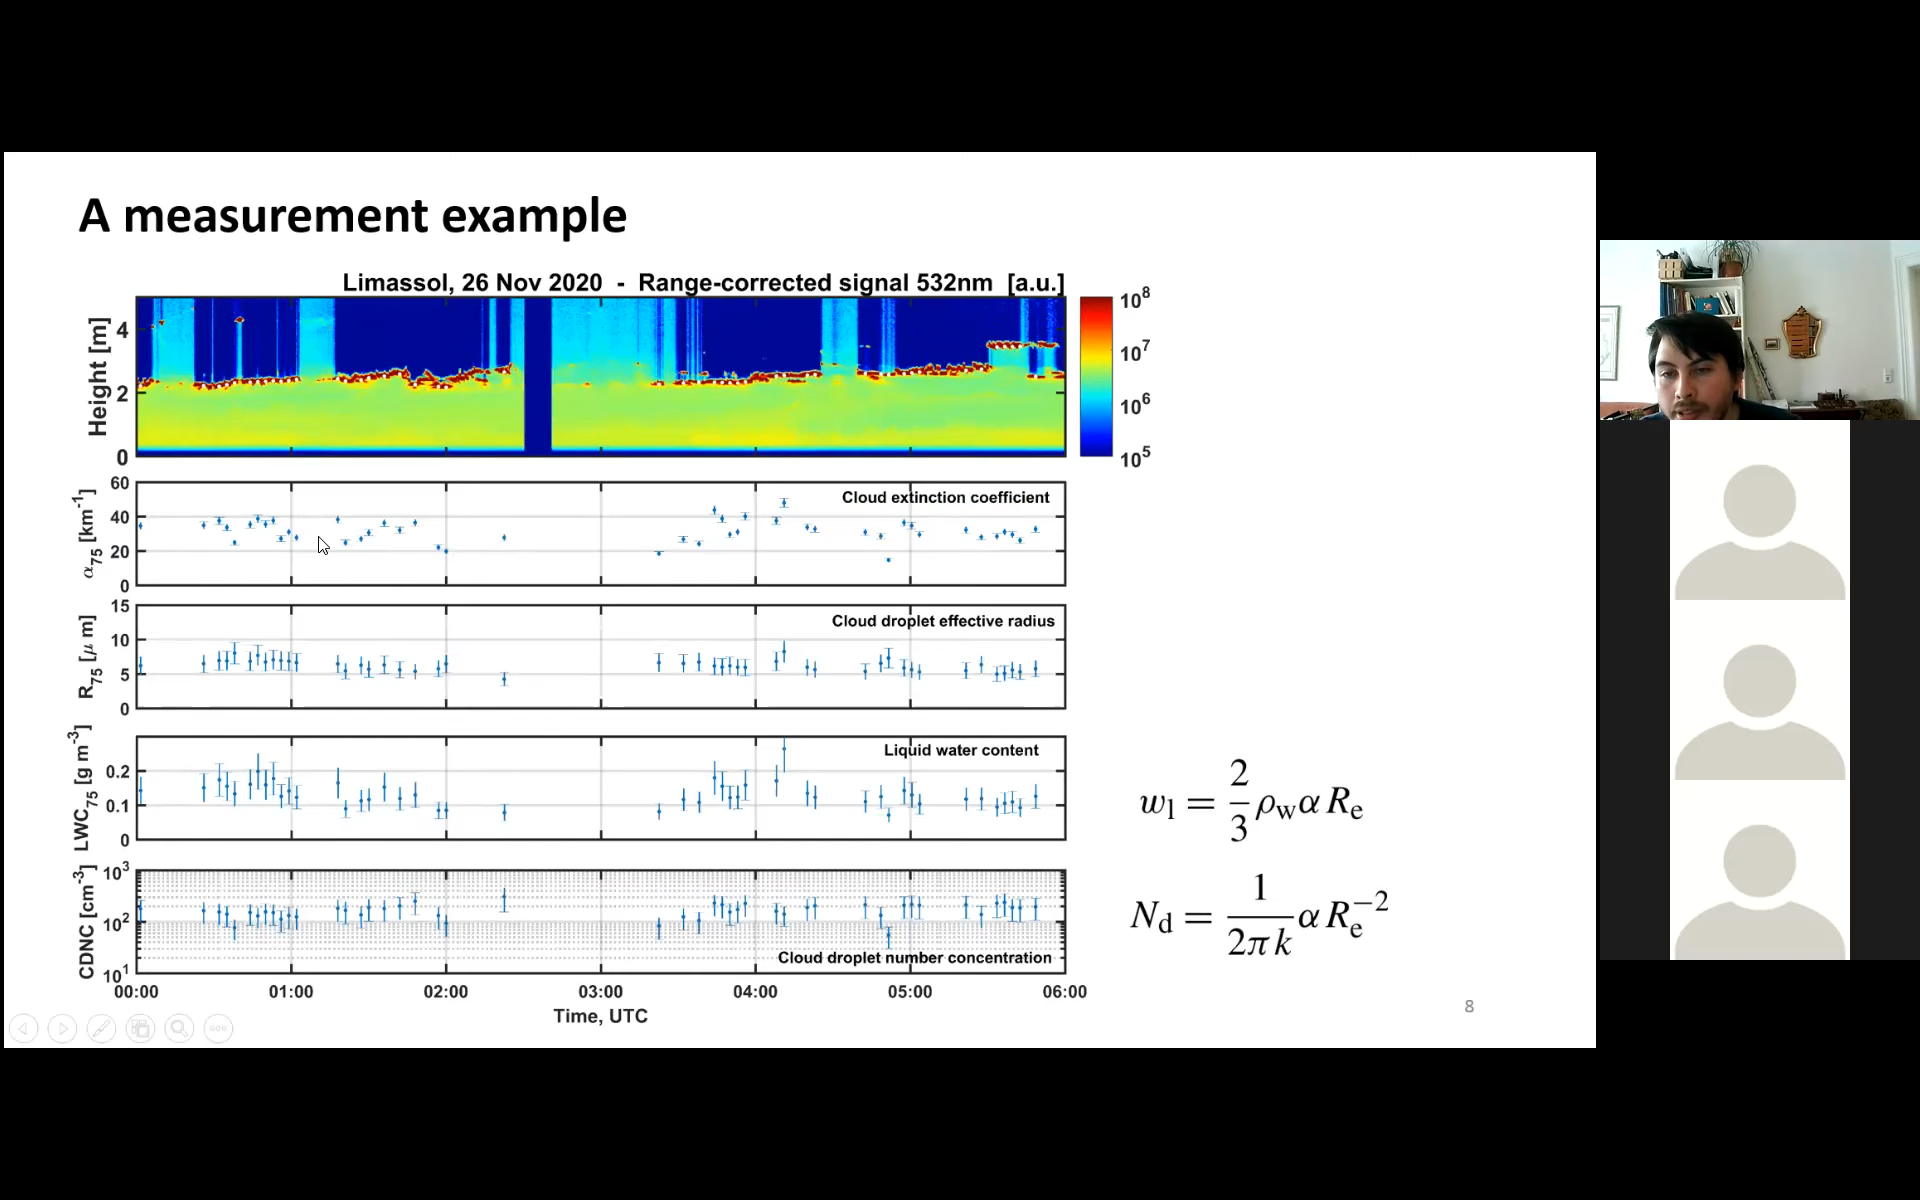 A measurement example
Limassol, 26 Nov 2020 - Range-corrected signal 532nm [a.u.]
Height [m]
4
2
0
10^8
10^7
10^6
10^5
α75 [km^-1]
60
40
20
0
Cloud extinction coefficient
R75 [μ m]
15
10
5
0
Cloud droplet effective radius
LWC75 [g m^-3]
0.2
0.1
0
Liquid water content
CDNC [cm^-3]
10^3
10^2
10^1
Cloud droplet number concentration
00:00 01:00 02:00 03:00 04:00 05:00 06:00
Time, UTC
w_l = 2/3 ρ_w α R_e
N_d = 1/(2πk) α R_e^-2
8